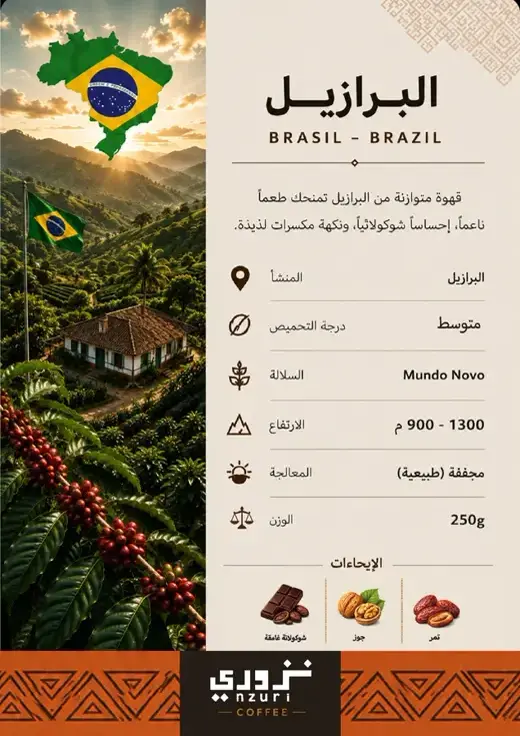 البرازيل
BRASIL – BRAZIL
قهوة متوازنة من البرازيل تمنحك طعماً
ناعماً، إحساساً شوكولاتياً، ونكهة مكسرات لذيذة.
المنشأ البرازيل
درجة التحميص متوسط
السلالة Mundo Novo
الارتفاع 900 - 1300 م
المعالجة مجففة (طبيعية)
الوزن 250g
الإيحاءات
شوكولاتة غامقة جوز تمر
نزوري
nzuri
COFFEE